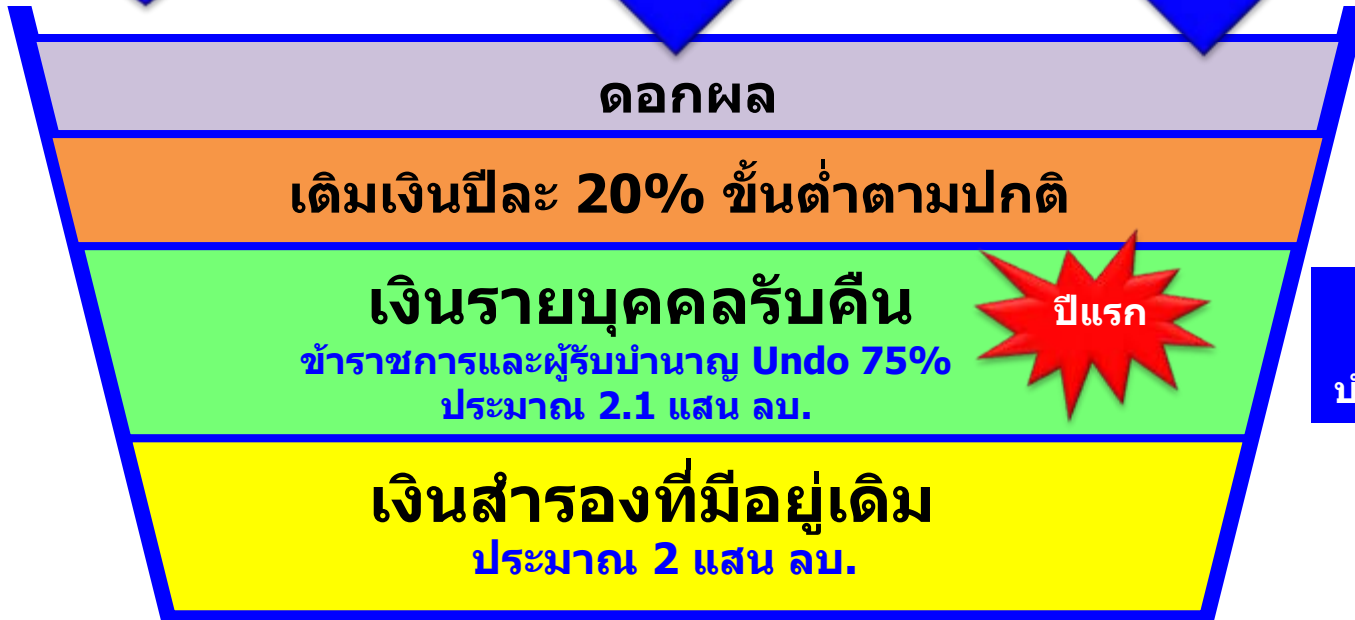 ดอกผล
เติมเงินปีละ 20% ขั้นต่ำตามปกติ
เงินรายบุคคลรับคืน
ปีแรก
ข้าราชการและผู้รับบำนาญ Undo 75%
ประมาณ 2.1 แสน ลบ.
เงินสำรองที่มีอยู่เดิม
ประมาณ 2 แสน ลบ.